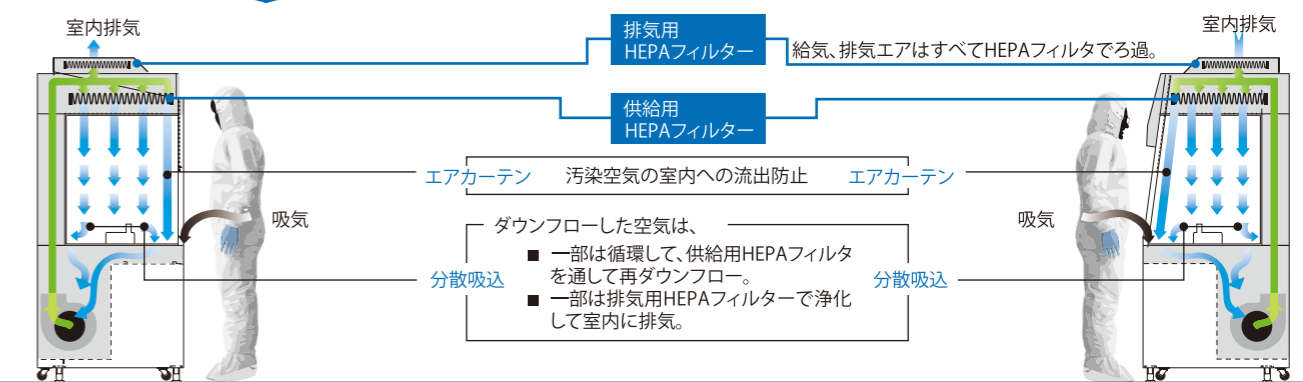 室内排気
排気用
HEPAフィルター
給気、排気エアはすべてHEPAフィルタでろ過。
室内排気
供給用
HEPAフィルター
エアカーテン
汚染空気の室内への流出防止
エアカーテン
吸気
吸気
ダウンフローした空気は、
■ 一部は循環して、供給用HEPAフィルタ
を通して再ダウンフロー。
■ 一部は排気用HEPAフィルターで浄化
して室内に排気。
分散吸込
分散吸込